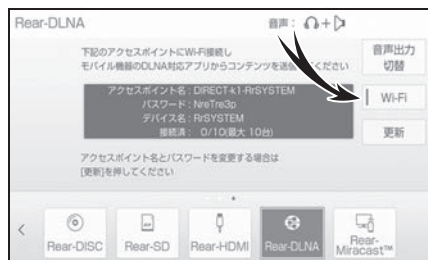 Rear-DLNA
音声：
下記のアクセスポイントにWi-Fi接続し
モバイル機器のDLNA対応アプリからコンテンツを送信してください
音声出力
切替
アクセスポイント名：DIRECT-k1-RrSYSTEM
パスワード：NreTre3p
デバイス名：RrSYSTEM
接続済：0/10(最大 10台)
Wi-Fi
更新
アクセスポイント名とパスワードを変更する場合は
[更新]を押してください
Rear-DISC
Rear-SD
Rear-HDMI
Rear-DLNA
Rear-
Miracast™